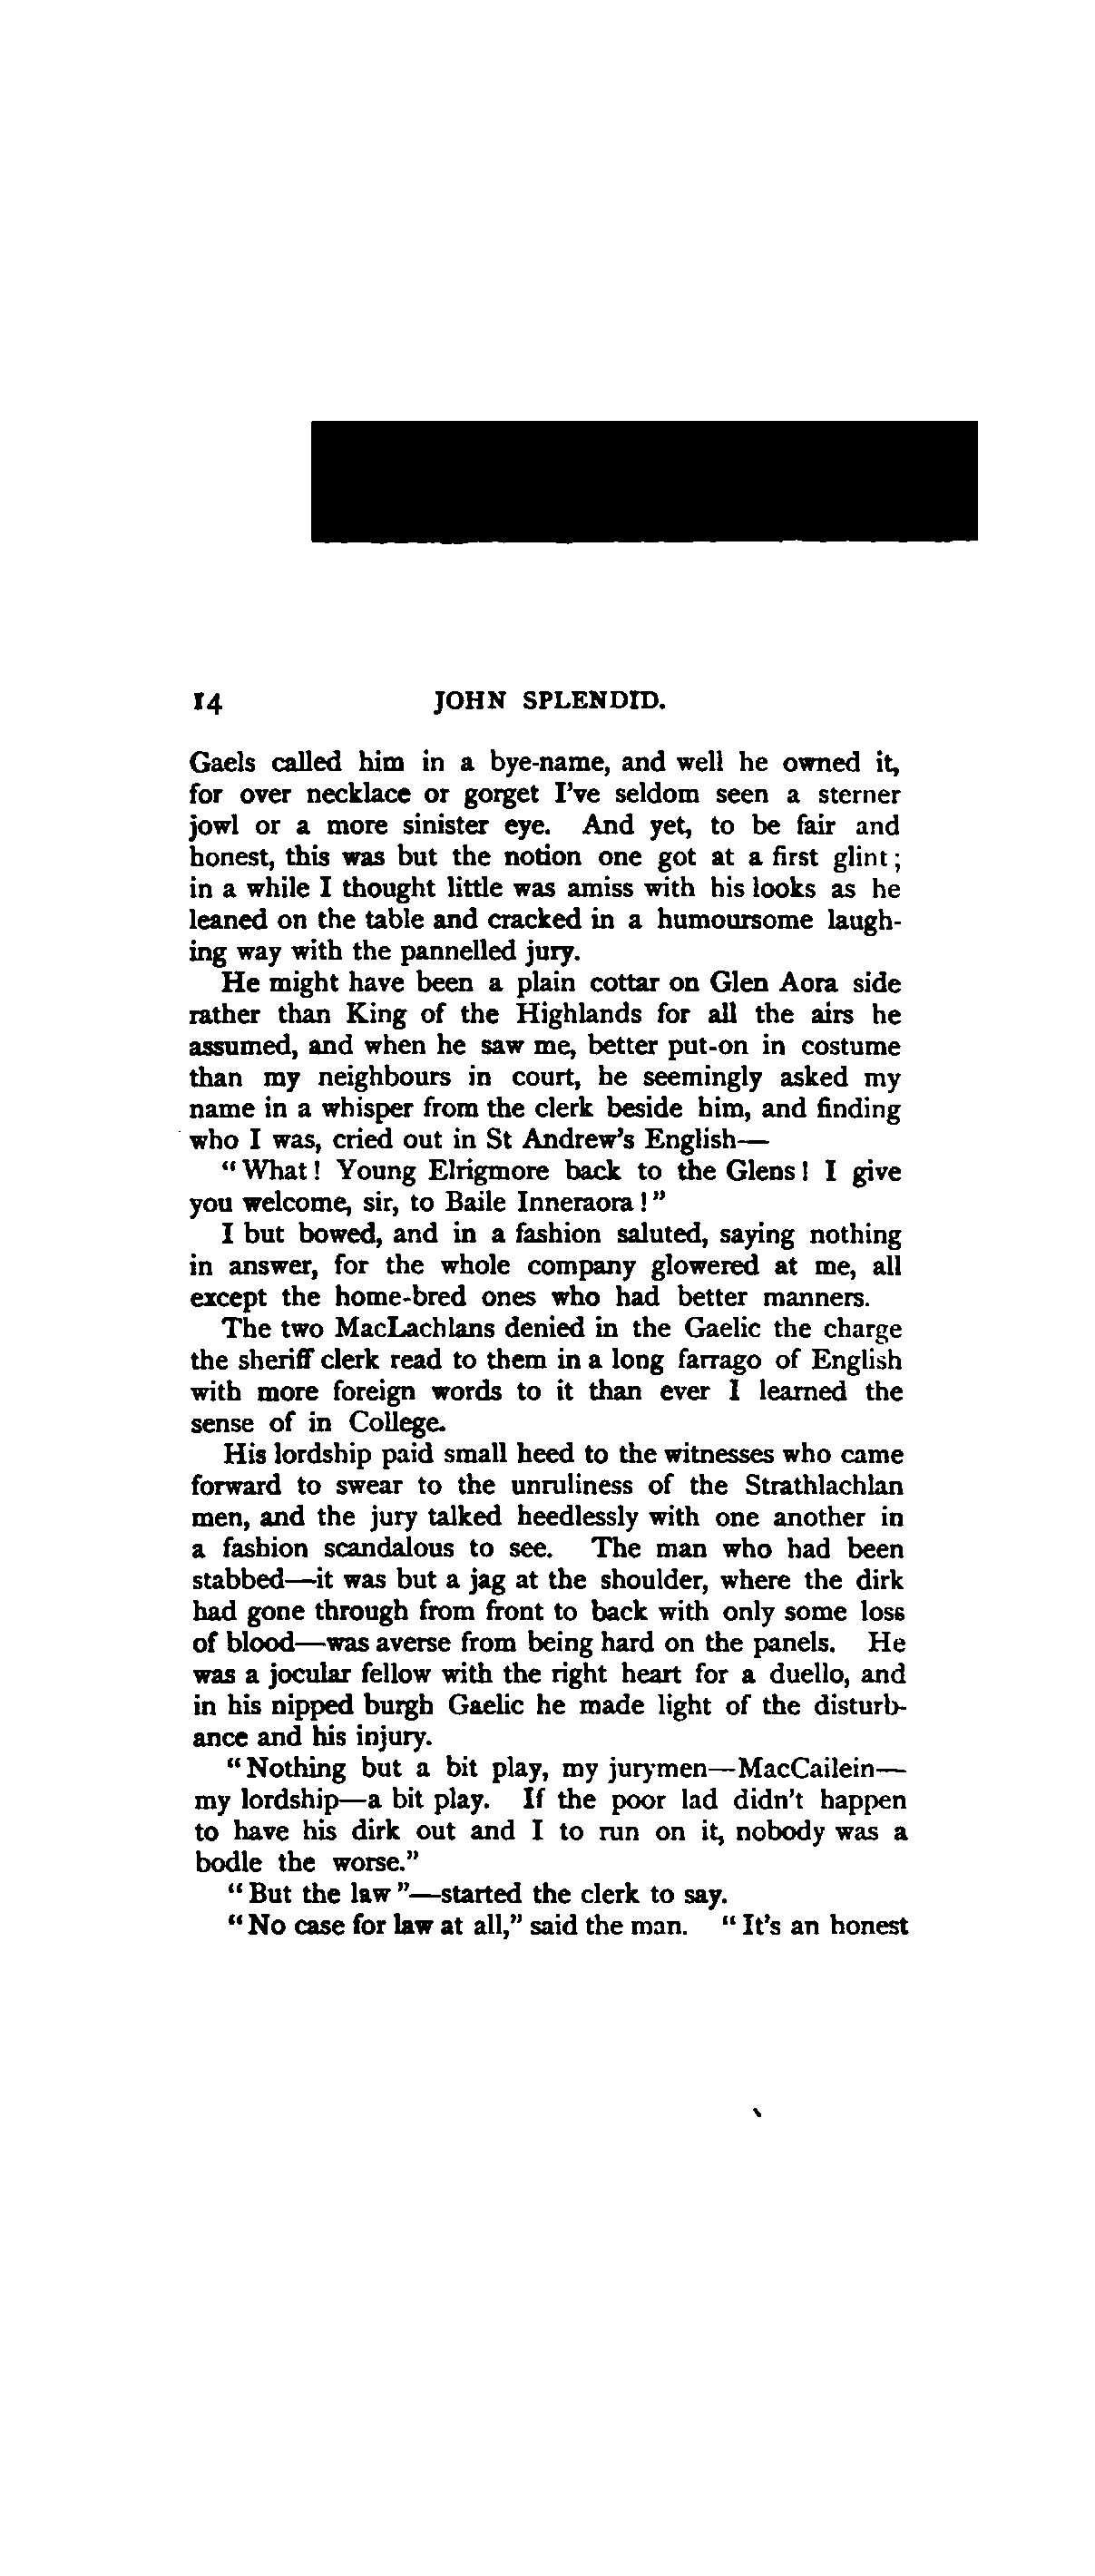 14 JOHN SPLENDID.
Gaels called him in a bye-name, and well he owned it,
for over necklace or gorget I've seldom seen a sterner
jowl or a more sinister eye. And yet, to be fair and
honest, this was but the notion one got at a first glint;
in a while I thought little was amiss with his looks as he
leaned on the table and cracked in a humoursome laugh-
ing way with the pannelled jury.
He might have been a plain cottar on Glen Aora side
rather than King of the Highlands for all the airs he
assumed, and when he saw me, better put-on in costume
than my neighbours in court, he seemingly asked my
name in a whisper from the clerk beside him, and finding
who I was, cried out in St Andrew's English—
"What! Young Elrigmore back to the Glens! I give
you welcome, sir, to Baile Inneraora!"
I but bowed, and in a fashion saluted, saying nothing
in answer, for the whole company glowered at me, all
except the home-bred ones who had better manners.
The two MacLachlans denied in the Gaelic the charge
the sheriff clerk read to them in a long farrago of English
with more foreign words to it than ever I learned the
sense of in College.
His lordship paid small heed to the witnesses who came
forward to swear to the unruliness of the Strathlachlan
men, and the jury talked heedlessly with one another in
a fashion scandalous to see. The man who had been
stabbed—it was but a jag at the shoulder, where the dirk
had gone through from front to back with only some loss
of blood—was averse from being hard on the panels. He
was a jocular fellow with the right heart for a duello, and
in his nipped burgh Gaelic he made light of the disturb-
ance and his injury.
"Nothing but a bit play, my jurymen—MacCailein—
my lordship—a bit play. If the poor lad didn't happen
to have his dirk out and I to run on it, nobody was a
bodle the worse."
"But the law"—started the clerk to say.
"No case for law at all," said the man. "It's an honest